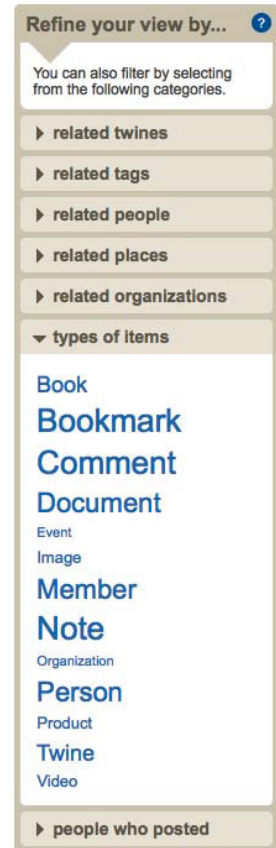 Refine your view by... ?
You can also filter by selecting
from the following categories.
related twines
related tags
related people
related places
related organizations
types of items
Book
Bookmark
Comment
Document
Event
Image
Member
Note
Organization
Person
Product
Twine
Video
people who posted